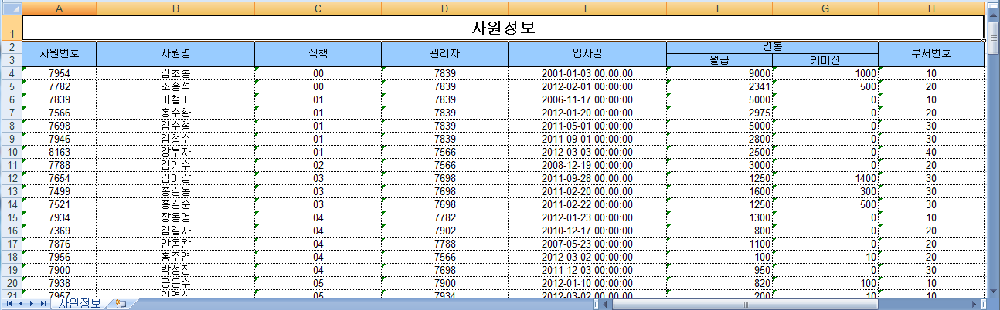 A B C D E F G H
1 사원정보
2 사원번호 사원명 직책 관리자 입사일 연봉 부서번호
3 월급 커미션
4 7954 김초롱 00 7839 2001-01-03 00:00:00 9000 1000 10
5 7782 조홍석 00 7839 2012-02-01 00:00:00 2341 500 20
6 7839 이철이 01 7839 2006-11-17 00:00:00 5000 0 10
7 7566 홍수환 01 7839 2012-01-20 00:00:00 2975 0 20
8 7698 김수철 01 7839 2011-05-01 00:00:00 5000 0 30
9 7946 김철수 01 7839 2011-09-01 00:00:00 2800 0 30
10 8163 강부자 01 7566 2012-03-03 00:00:00 2500 0 40
11 7788 김기수 02 7566 2008-12-19 00:00:00 3000 0 20
12 7654 김미갑 03 7698 2011-09-28 00:00:00 1250 1400 30
13 7499 홍길동 03 7698 2011-02-20 00:00:00 1600 300 30
14 7521 홍길순 03 7698 2011-02-22 00:00:00 1250 500 30
15 7934 장동영 04 7782 2012-01-23 00:00:00 1300 0 10
16 7369 김길자 04 7902 2010-12-17 00:00:00 800 0 20
17 7876 안동완 04 7788 2007-05-23 00:00:00 1100 0 20
18 7956 홍주연 04 7566 2012-03-02 00:00:00 100 10 20
19 7900 박성진 04 7698 2011-12-03 00:00:00 950 0 30
20 7938 공은수 05 7900 2012-01-10 00:00:00 820 100 10
21 7957 05 7934 2012-03-02 00:00:00 200 10 10
사원정보